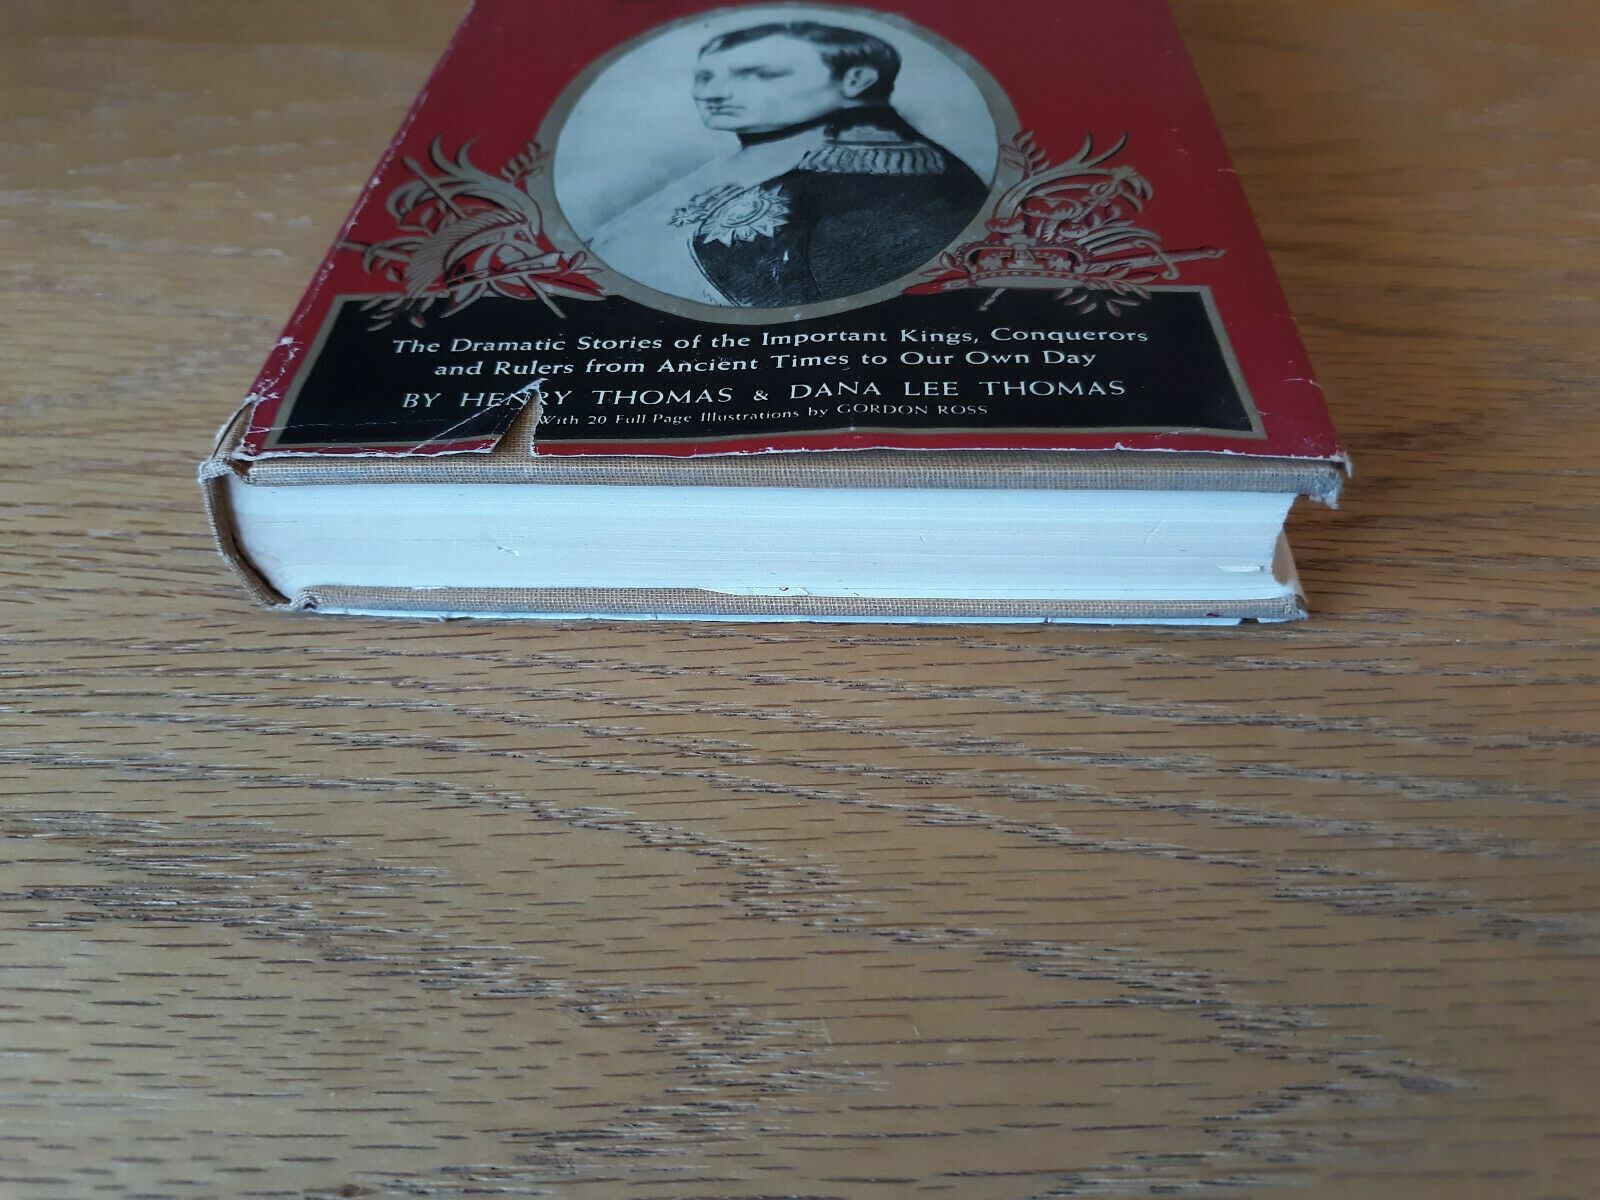 The Dramatic Stories of the Important Kings, Conquerors
and Rulers from Ancient Times to Our Own Day
BY HENRY THOMAS & DANA LEE THOMAS
With 20 Full Page Illustrations by GORDON ROSS